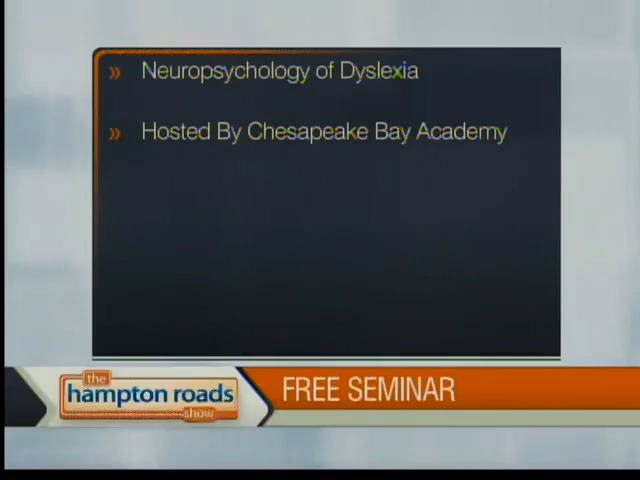 » Neuropsychology of Dyslexia
» Hosted By Chesapeake Bay Academy
the
hampton roads
show
FREE SEMINAR